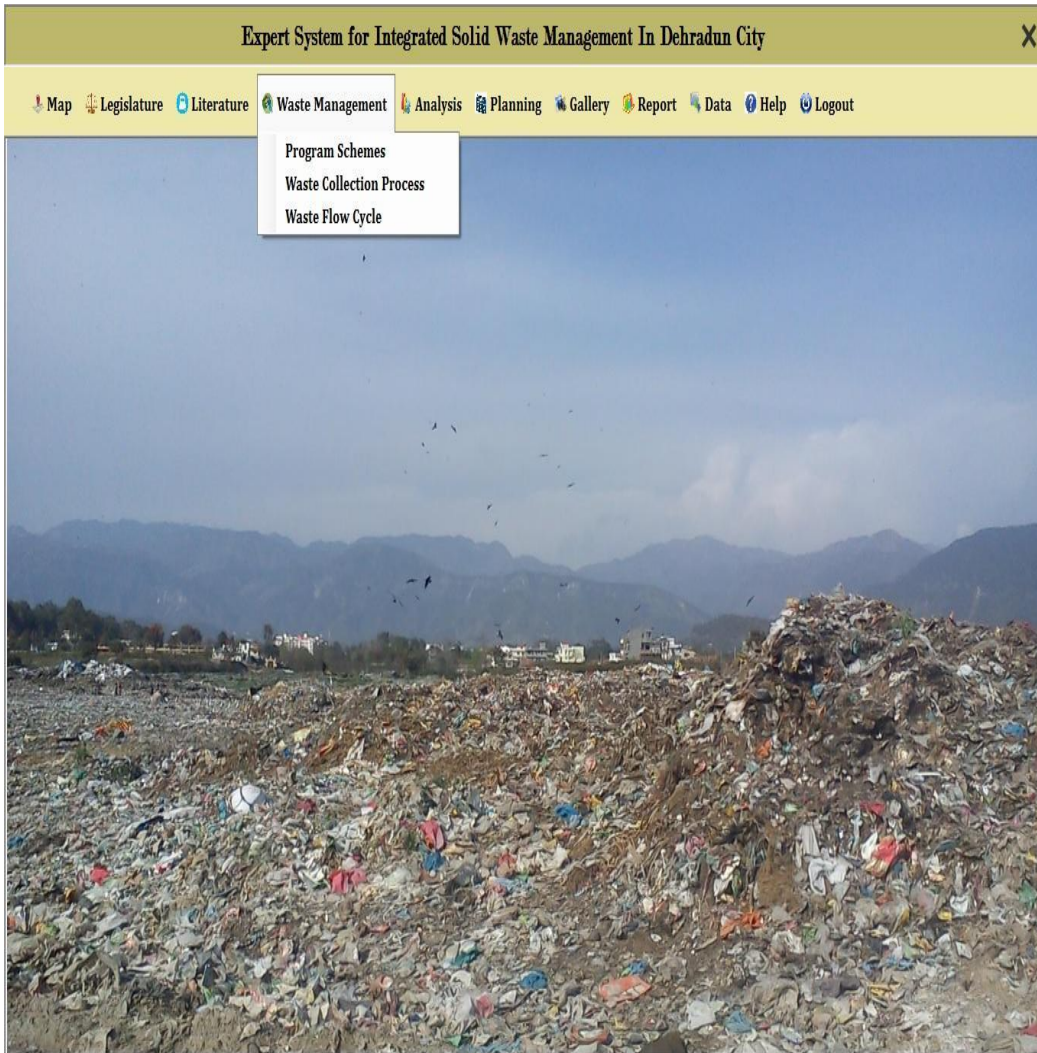 Expert System for Integrated Solid Waste Management In Dehradun City
Map Legislature Literature Waste Management Analysis Planning Gallery Report Data Help Logout
Program Schemes
Waste Collection Process
Waste Flow Cycle